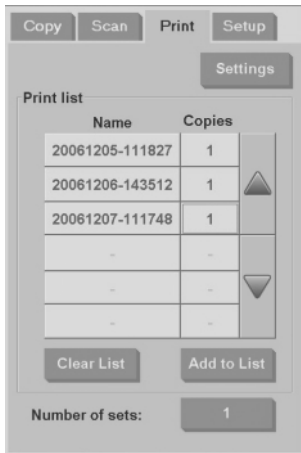 Copy Scan Print Setup
Settings
Print list
Name Copies
20061205-111827 1
20061206-143512 1
20061207-111748 1
- -
- -
- -
Clear List Add to List
Number of sets: 1